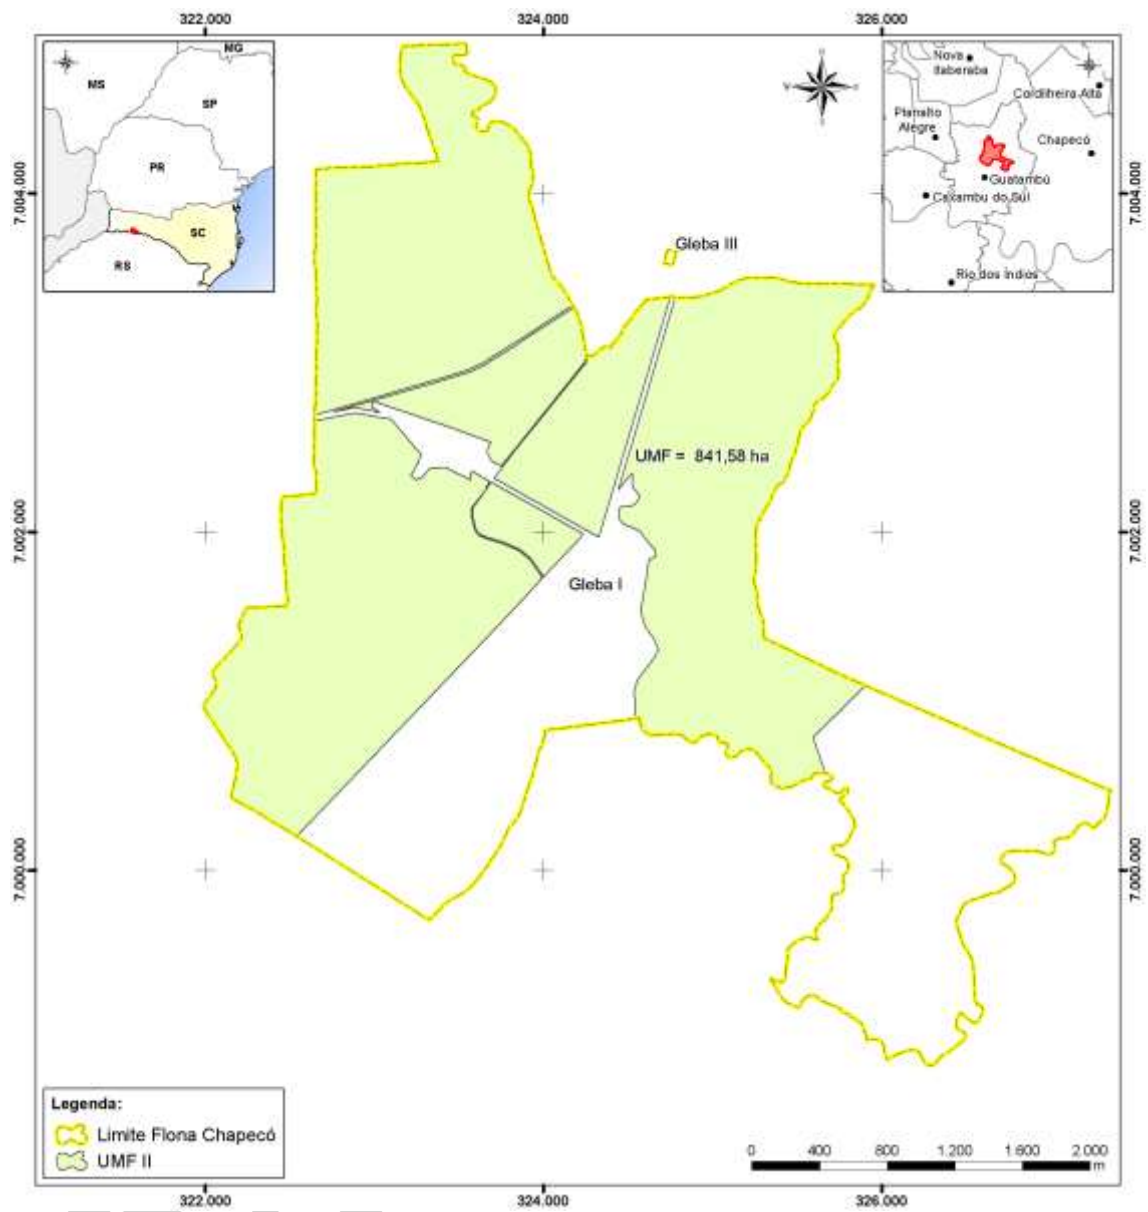 322.000 324.000 326.000
MG
MS
SP
PR
SC
RS
Nova
Itaberaba
Cordilheira Alta
Planalto
Alegre
Chapecó
Guatambú
Caxambu do Sul
Rio dos Índios
7.004.000 7.004.000
Gleba III
UMF = 841,58 ha
7.002.000 7.002.000
Gleba I
7.000.000 7.000.000
Legenda:
Limite Flona Chapecó
UMF II
0 400 800 1.200 1.600 2.000
m
322.000 324.000 326.000